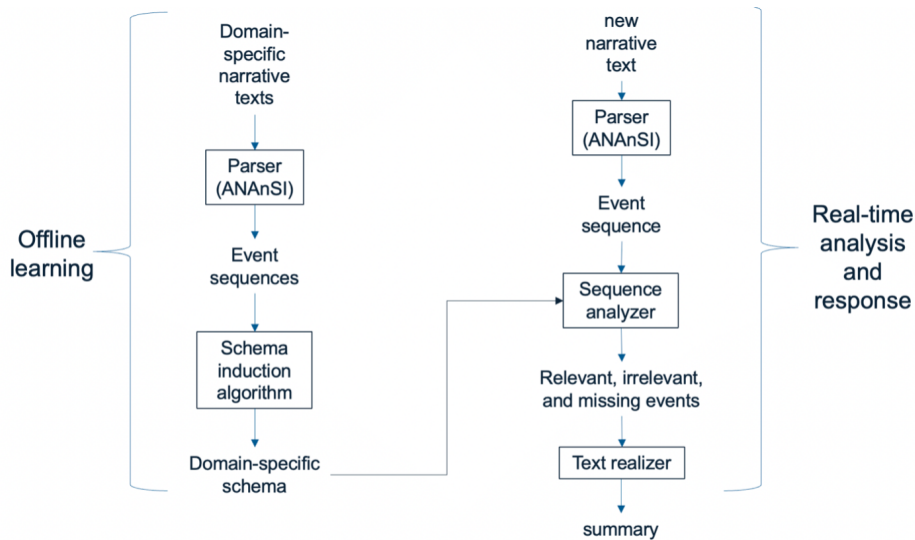 Offline
learning
Domain-
specific
narrative
texts
Parser
(ANAnSI)
Event
sequences
Schema
induction
algorithm
Domain-specific
schema
new
narrative
text
Parser
(ANAnSI)
Event
sequence
Sequence
analyzer
Relevant, irrelevant,
and missing events
Text realizer
summary
Real-time
analysis
and
response